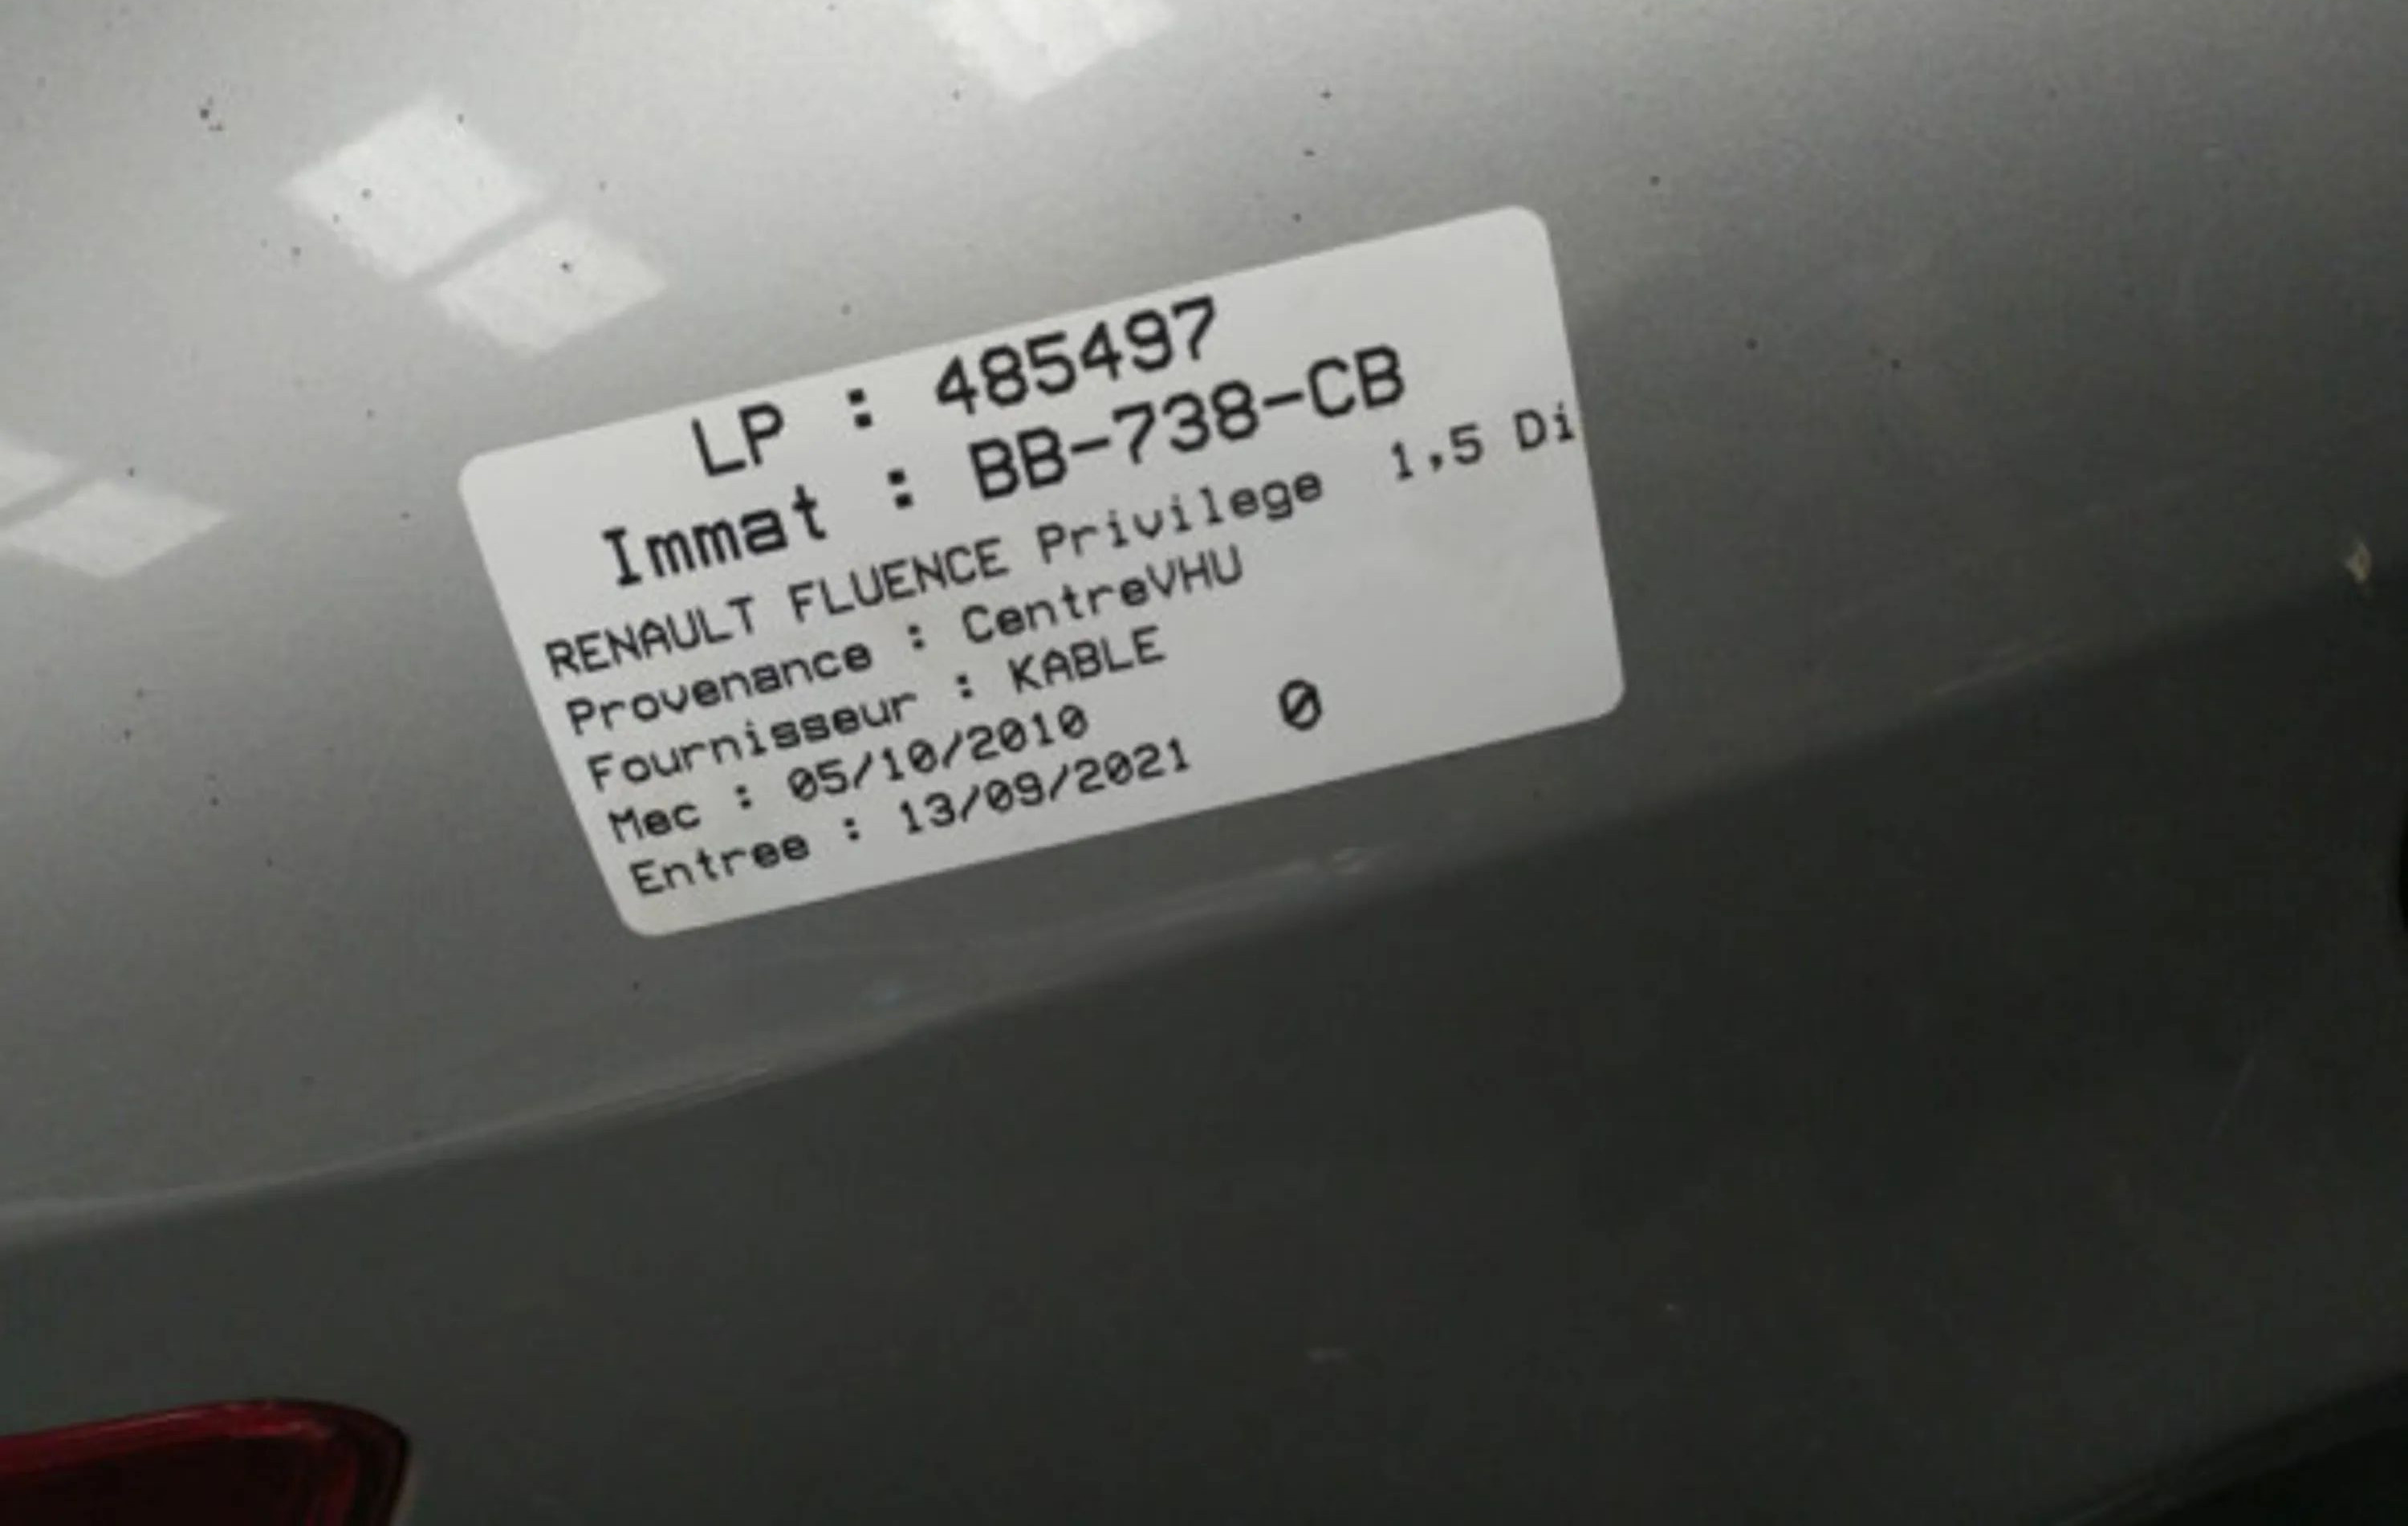 LP : 485497
Immat : BB-738-CB
RENAULT FLUENCE Privilege 1,5 Di
Provenance : CentreVHU
Fournisseur : KABLE
Mec : 05/10/2010
Entree : 13/09/2021 0